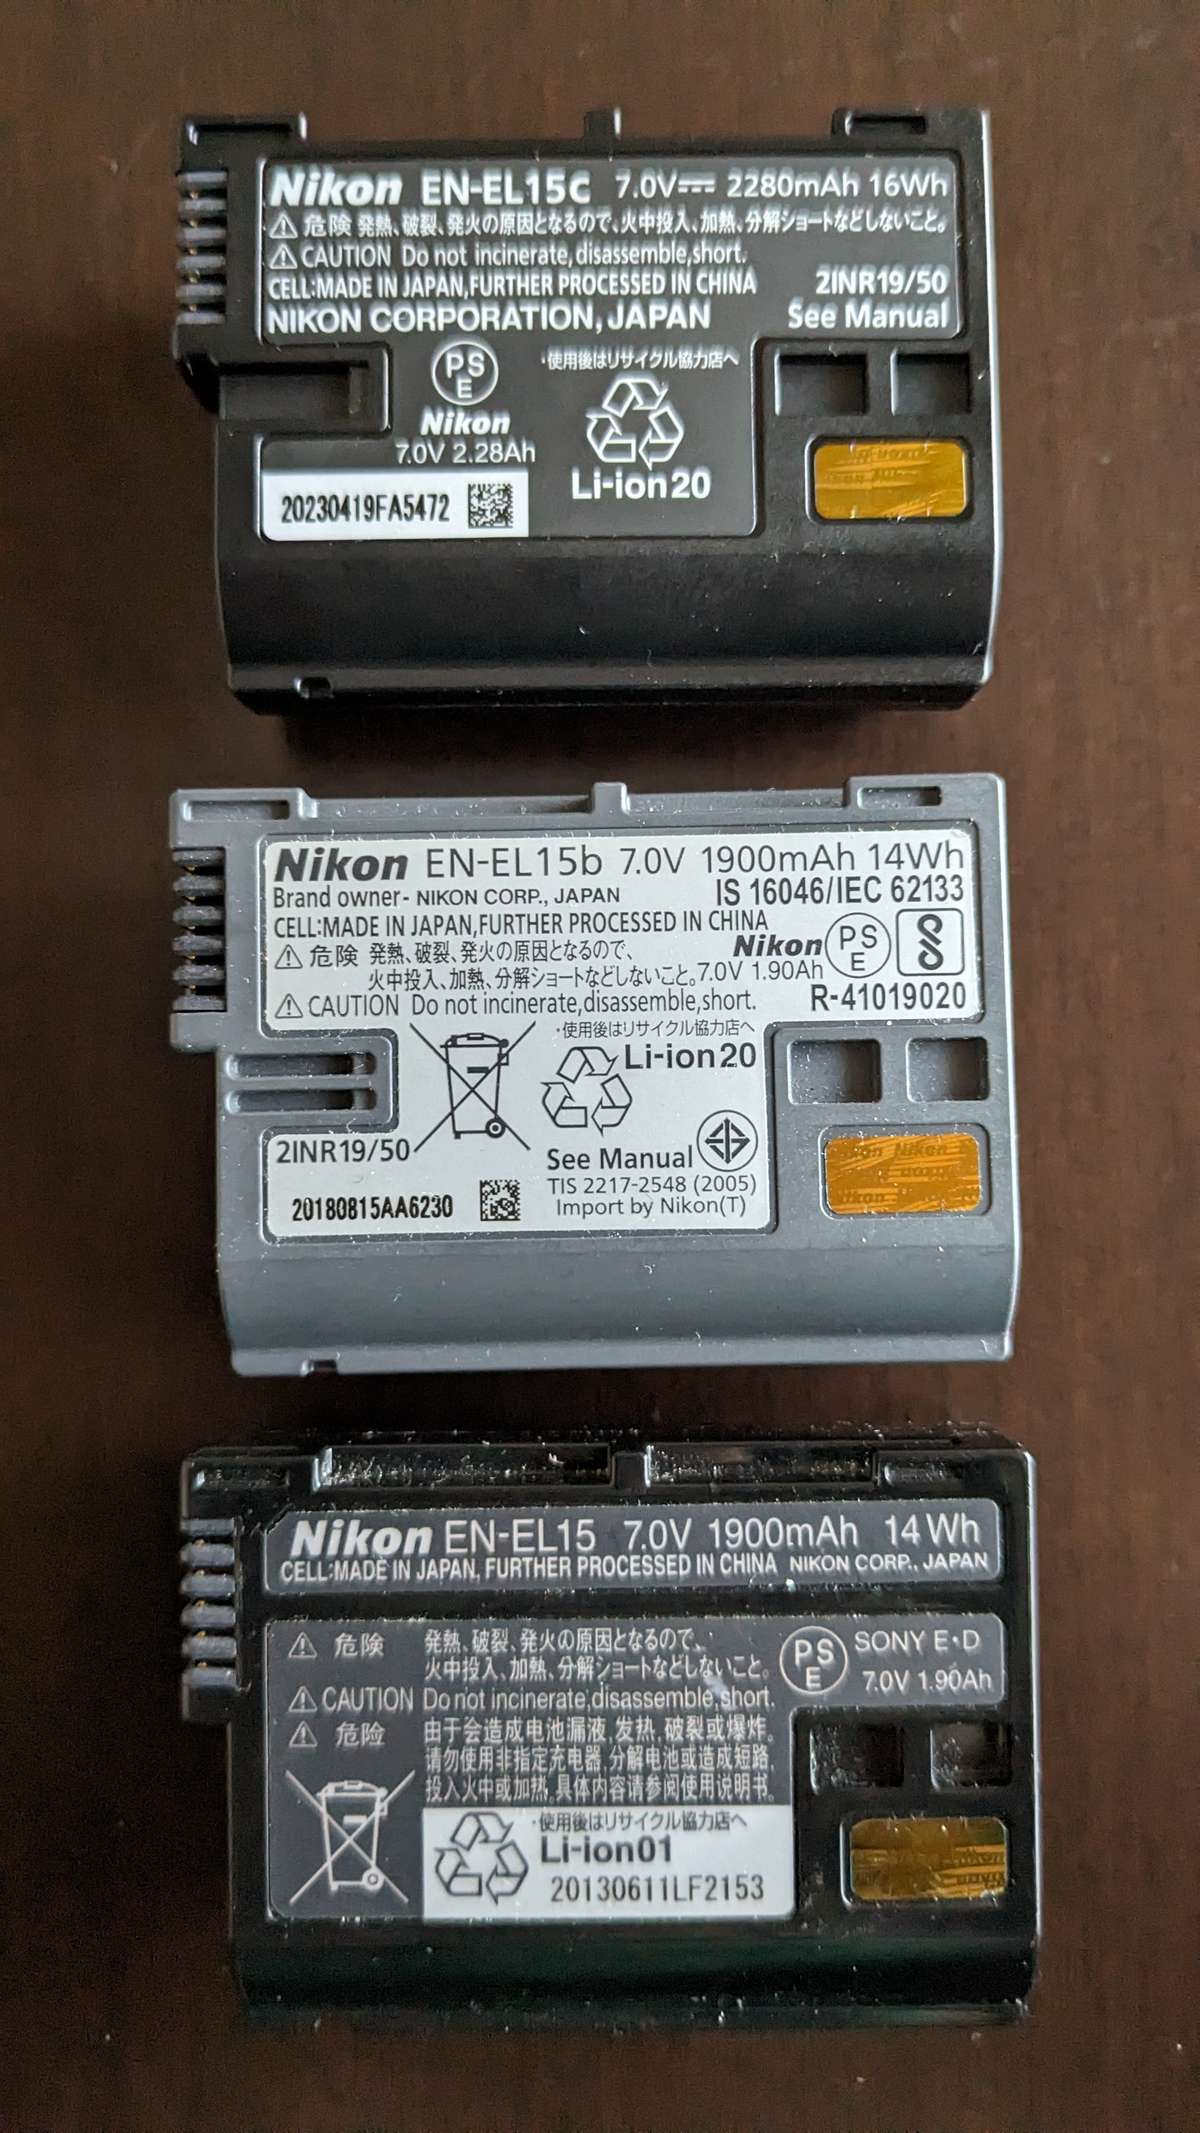 Nikon EN-EL15c 7.0V 2280mAh 16Wh
⚠ 危険 発熱、破裂、発火の原因となるので、火中投入、加熱、分解ショートなどしないこと。
⚠ CAUTION Do not incinerate,disassemble,short.
CELL:MADE IN JAPAN,FURTHER PROCESSED IN CHINA 2INR19/50
NIKON CORPORATION, JAPAN See Manual
PSE
Nikon
7.0V 2.28Ah
・使用後はリサイクル協力店へ
Li-ion20
20230419FA5472
Nikon EN-EL15b 7.0V 1900mAh 14Wh
Brand owner- NIKON CORP., JAPAN IS 16046/IEC 62133
CELL:MADE IN JAPAN,FURTHER PROCESSED IN CHINA
⚠ 危険 発熱、破裂、発火の原因となるので、
火中投入、加熱、分解ショートなどしないこと。
Nikon PSE
7.0V 1.90Ah
⚠ CAUTION Do not incinerate,disassemble,short. R-41019020
・使用後はリサイクル協力店へ
Li-ion20
2INR19/50
See Manual
TIS 2217-2548 (2005)
Import by Nikon(T)
20180815AA6230
Nikon Nikon
Nikon
Nikon EN-EL15 7.0V 1900mAh 14Wh
CELL:MADE IN JAPAN, FURTHER PROCESSED IN CHINA NIKON CORP., JAPAN
⚠ 危険 発熱、破裂、発火の原因となるので、
火中投入、加熱、分解ショートなどしないこと。
PSE SONY E・D
7.0V 1.90Ah
⚠ CAUTION Do not incinerate,disassemble,short.
⚠ 危险 由于会造成电池漏液,发热,破裂或爆炸.
请勿使用非指定充电器,分解电池或造成短路,
投入火中或加热,具体内容请参阅使用说明书.
・使用後はリサイクル協力店へ
Li-ion01
20130611LF2153